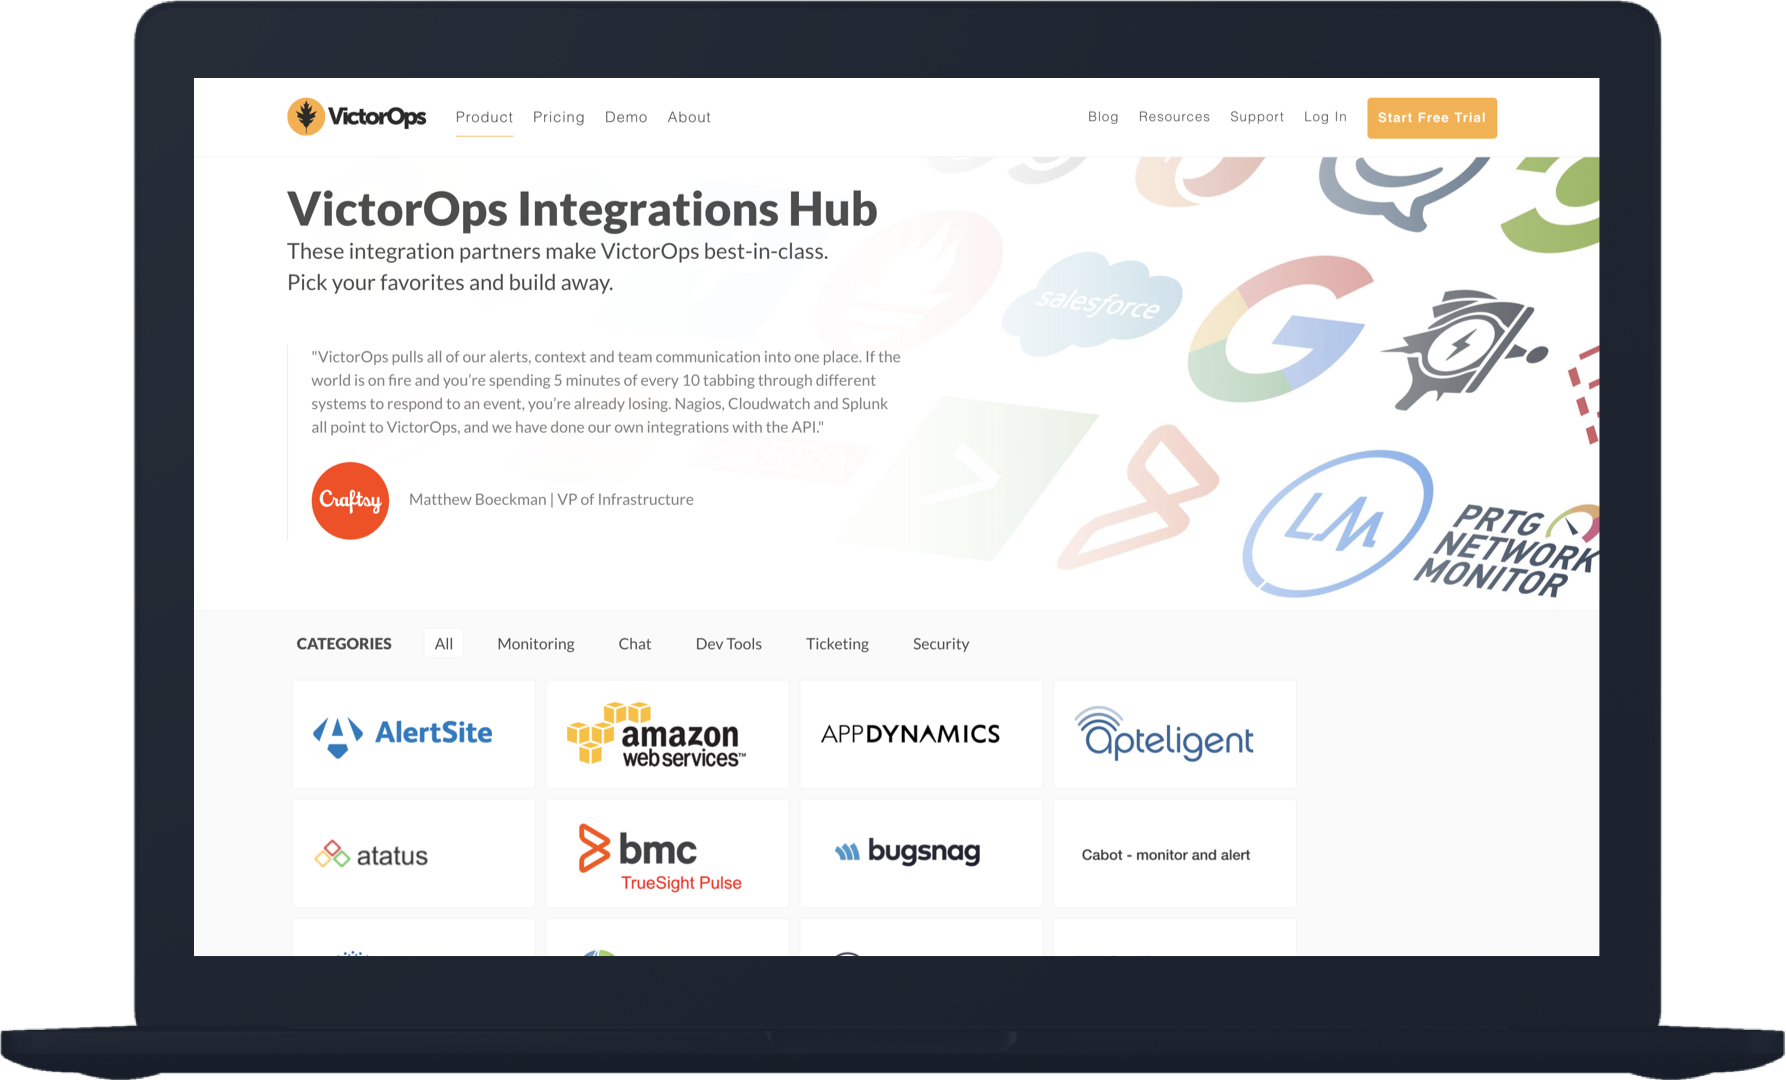 VictorOps
Product Pricing Demo About
Blog Resources Support Log In Start Free Trial
VictorOps Integrations Hub
These integration partners make VictorOps best-in-class.
Pick your favorites and build away.
salesforce
"VictorOps pulls all of our alerts, context and team communication into one place. If the
world is on fire and you’re spending 5 minutes of every 10 tabbing through different
systems to respond to an event, you’re already losing. Nagios, Cloudwatch and Splunk
all point to VictorOps, and we have done our own integrations with the API."
Craftsy
Matthew Boeckman | VP of Infrastructure
LM
PRTG
NETWORK
MONITOR
CATEGORIES All Monitoring Chat Dev Tools Ticketing Security
AlertSite
amazon
web services™
APPDYNAMICS
apteligent
atatus
bmc
TrueSight Pulse
bugsnag
Cabot - monitor and alert